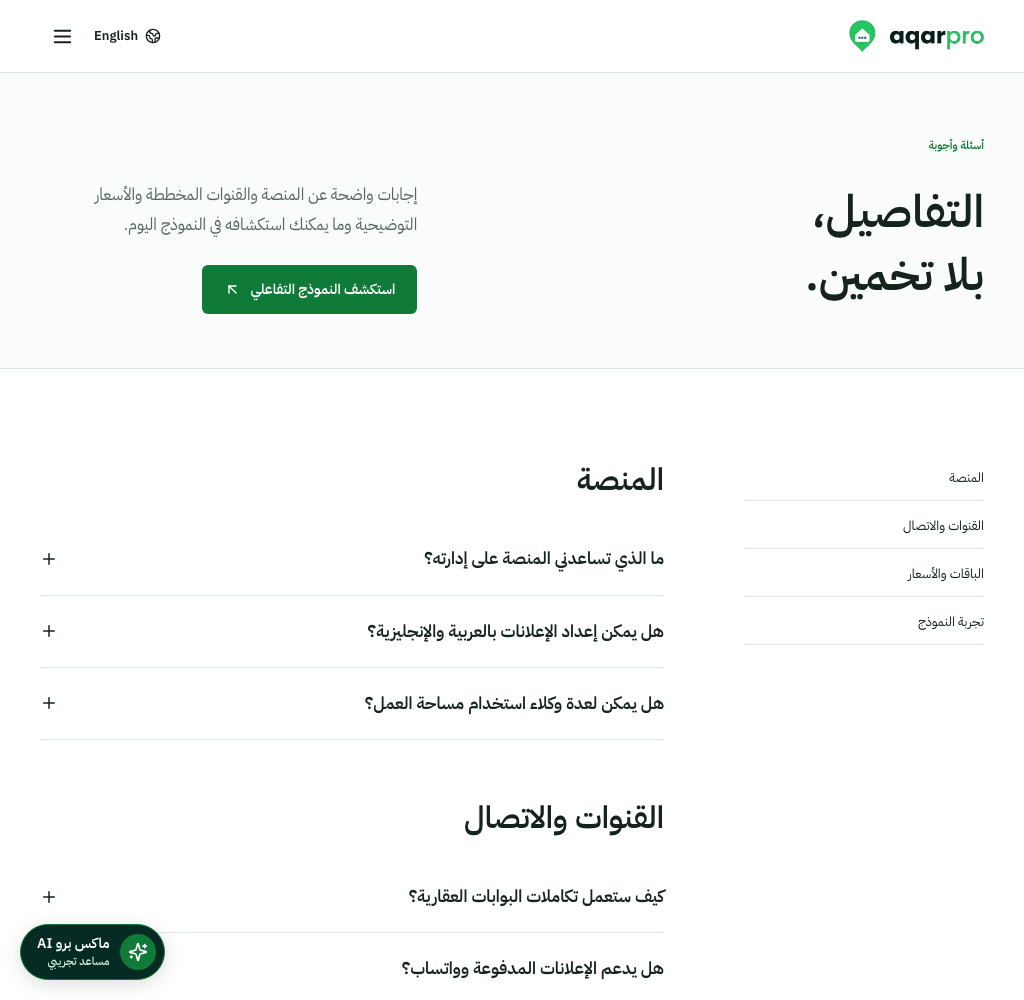 aqarpro
English
أسئلة وأجوبة
التفاصيل،
بلا تخمين.
إجابات واضحة عن المنصة والقنوات المخططة والأسعار
التوضيحية وما يمكنك استكشافه في النموذج اليوم.
استكشف النموذج التفاعلي
المنصة
القنوات والاتصال
الباقات والأسعار
تجربة النموذج
المنصة
ما الذي تساعدني المنصة على إدارته؟
هل يمكن إعداد الإعلانات بالعربية والإنجليزية؟
هل يمكن لعدة وكلاء استخدام مساحة العمل؟
القنوات والاتصال
كيف ستعمل تكاملات البوابات العقارية؟
هل يدعم الإعلانات المدفوعة وواتساب؟
ماكس برو AI
مساعد تجريبي